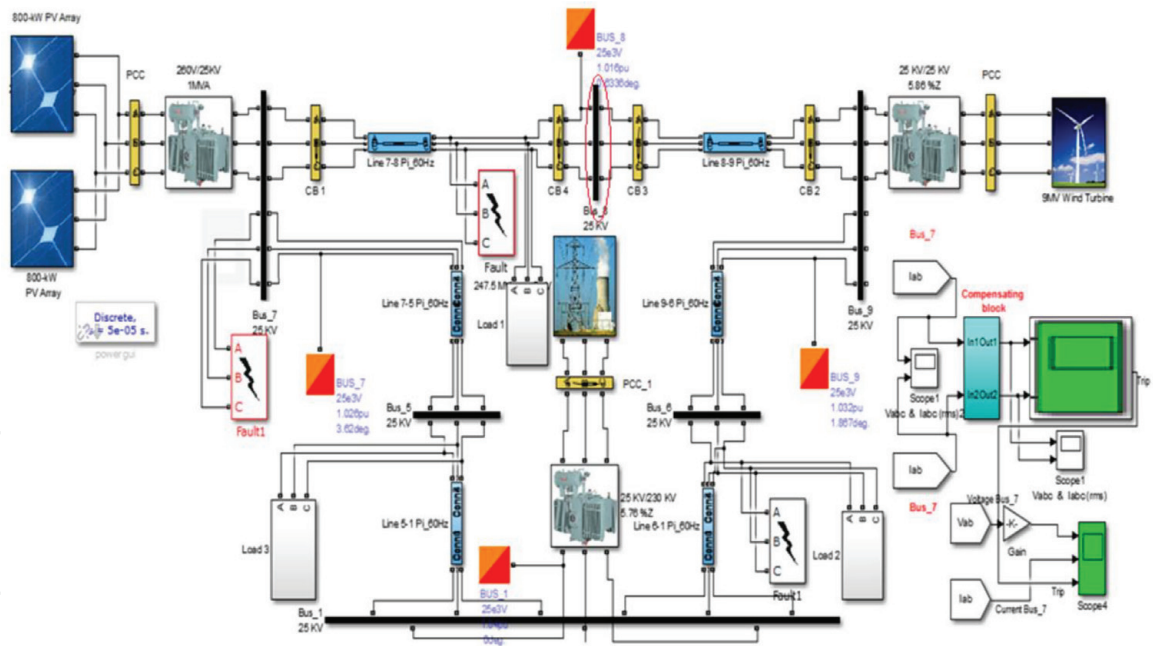 800-kW PV Array
PCC
A
B
C
260V/25KV
1MVA
CB 1
Line 7-8 Pi_60Hz
CB 4
BUS_8
25e3V
1.016pu
Bus_8
25 KV
CB 3
Line 8-9 Pi_60Hz
CB 2
25 KV/25 KV
5.86 %Z
PCC
9MV Wind Turbine
800-kW
PV Array
Discrete,
= 5e-05 s.
powergui
Bus_7
25 KV
A
B
C
Fault1
Line 7-5 Pi_60Hz
BUS_7
25e3V
1.026pu
3.62deg.
A
B
C
Fault
247.5 M
A
B
C
Load 1
PCC_1
Line 9-6 Pi_60Hz
BUS_9
25e3V
1.032pu
1.867deg.
Bus_9
25 KV
Bus_5
25 KV
Bus_6
25 KV
A
B
C
Load 3
Line 5-1 Pi_60Hz
25 KV/230 KV
5.76 %Z
Line 6-1 Pi_60Hz
A
B
C
Fault1
A
B
C
Load 2
BUS_1
25e3V
0deg.
Bus_1
25 KV
Bus_7
Iab
Compensating
block
In1 Out1
In2 Out2
Scope1
Vabc & Iabc(rms)2
Trip
Iab
Bus_7
Scope1
Vabc & Iabc(rms)
Voltage Bus_7
Vab
-K-
Gain
Trip
Iab
Current Bus_7
Scope4